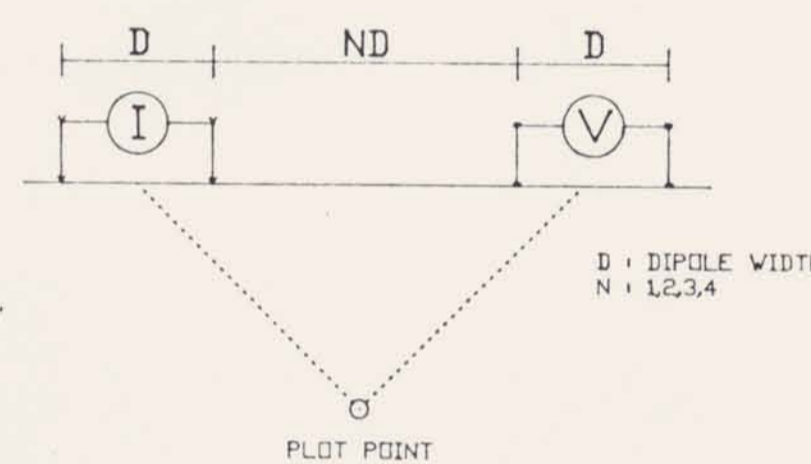 D ND D
I V
D : DIPOLE WIDTH
N : 1,2,3,4
PLOT POINT